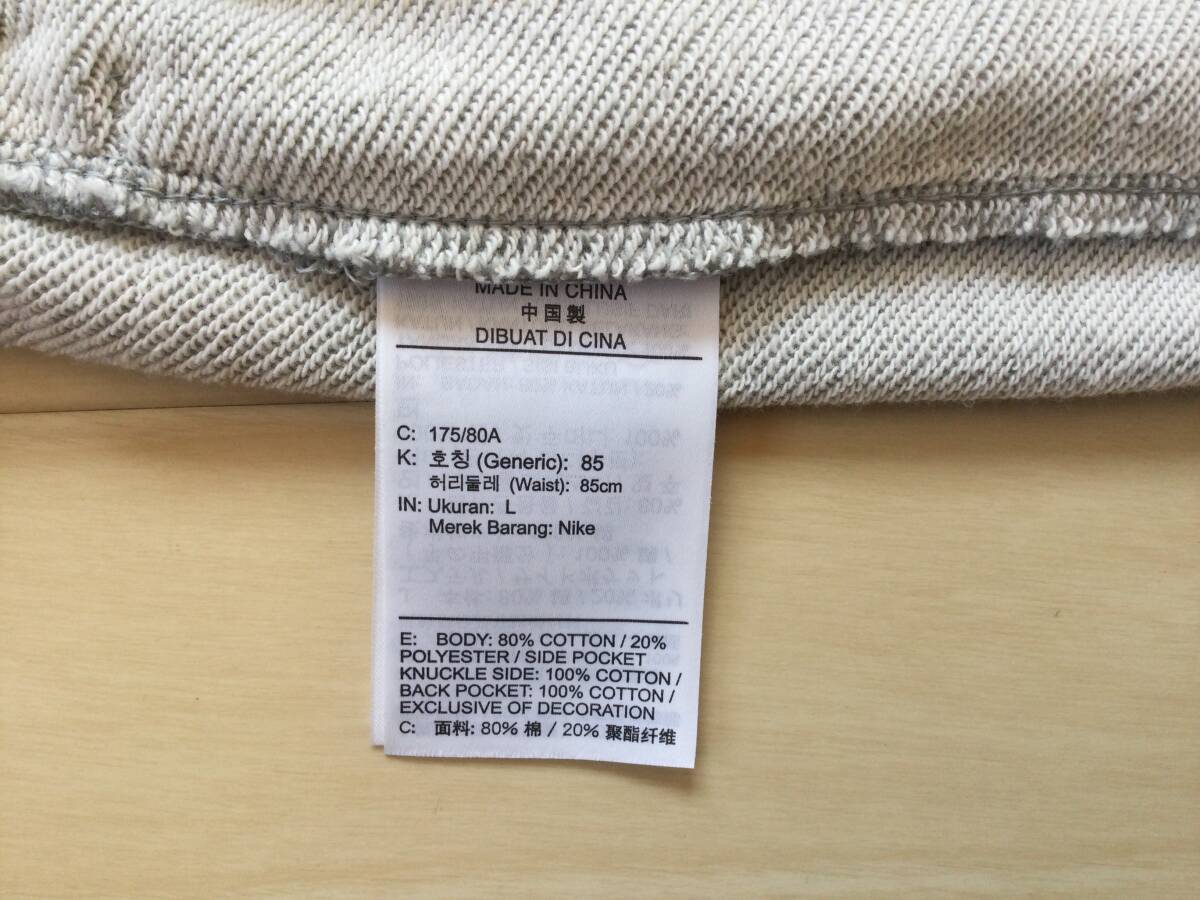 MADE IN CHINA
中国製
DIBUAT DI CINA
C: 175/80A
K: 호칭 (Generic): 85
허리둘레 (Waist): 85cm
IN: Ukuran: L
Merek Barang: Nike
E: BODY: 80% COTTON / 20%
POLYESTER / SIDE POCKET
KNUCKLE SIDE: 100% COTTON /
BACK POCKET: 100% COTTON /
EXCLUSIVE OF DECORATION
C: 面料: 80% 棉 / 20% 聚酯纤维